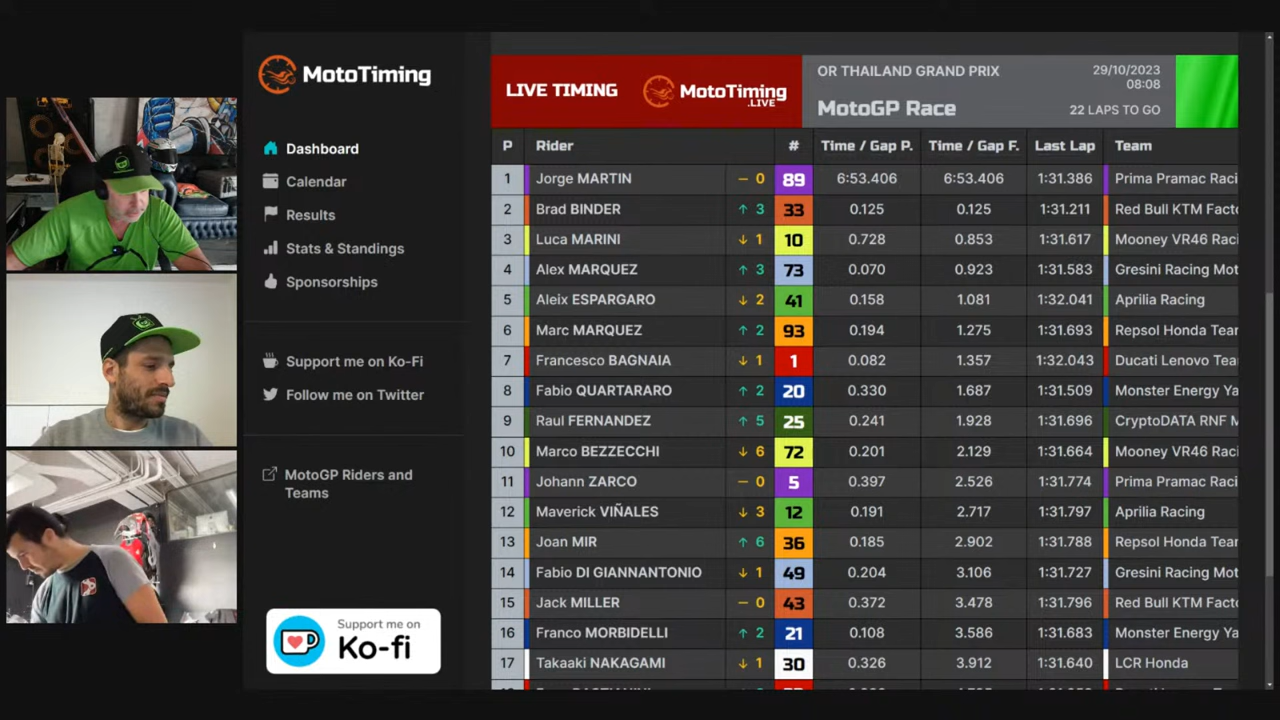 MotoTiming
Dashboard
Calendar
Results
Stats & Standings
Sponsorships
Support me on Ko-Fi
Follow me on Twitter
MotoGP Riders and
Teams
Support me on
Ko-fi
LIVE TIMING
MotoTiming
.LIVE
OR THAILAND GRAND PRIX
MotoGP Race
29/10/2023
08:08
22 LAPS TO GO
P Rider # Time / Gap P. Time / Gap F. Last Lap Team
1 Jorge MARTIN – 0 89 6:53.406 6:53.406 1:31.386 Prima Pramac Raci
2 Brad BINDER ↑ 3 33 0.125 0.125 1:31.211 Red Bull KTM Facto
3 Luca MARINI ↓ 1 10 0.728 0.853 1:31.617 Mooney VR46 Raci
4 Alex MARQUEZ ↑ 3 73 0.070 0.923 1:31.583 Gresini Racing Mot
5 Aleix ESPARGARO ↓ 2 41 0.158 1.081 1:32.041 Aprilia Racing
6 Marc MARQUEZ ↑ 2 93 0.194 1.275 1:31.693 Repsol Honda Tear
7 Francesco BAGNAIA ↓ 1 1 0.082 1.357 1:32.043 Ducati Lenovo Tea
8 Fabio QUARTARARO ↑ 2 20 0.330 1.687 1:31.509 Monster Energy Ya
9 Raul FERNANDEZ ↑ 5 25 0.241 1.928 1:31.696 CryptoDATA RNF M
10 Marco BEZZECCHI ↓ 6 72 0.201 2.129 1:31.664 Mooney VR46 Raci
11 Johann ZARCO – 0 5 0.397 2.526 1:31.774 Prima Pramac Raci
12 Maverick VIÑALES ↓ 3 12 0.191 2.717 1:31.797 Aprilia Racing
13 Joan MIR ↑ 6 36 0.185 2.902 1:31.788 Repsol Honda Tear
14 Fabio DI GIANNANTONIO ↓ 1 49 0.204 3.106 1:31.727 Gresini Racing Mot
15 Jack MILLER – 0 43 0.372 3.478 1:31.796 Red Bull KTM Facto
16 Franco MORBIDELLI ↑ 2 21 0.108 3.586 1:31.683 Monster Energy Ya
17 Takaaki NAKAGAMI ↓ 1 30 0.326 3.912 1:31.640 LCR Honda